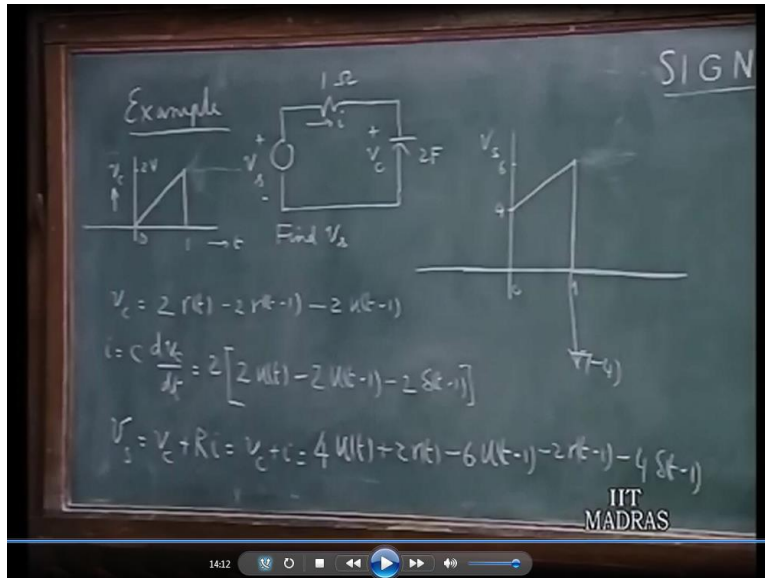 SIGN
Example
1 Ω
i
+
V_s
-
+
V_c
2F
V_c
2V
0
1
t
Find V_s
V_s
6
4
0
1
(-4)
V_c = 2 r(t) - 2 r(t-1) - 2 u(t-1)
i = C dV_c/dt = 2[2 u(t) - 2 u(t-1) - 2 δ(t-1)]
V_s = V_c + Ri = V_c + i = 4 u(t) + 2 r(t) - 6 u(t-1) - 2 r(t-1) - 4 δ(t-1)
IIT
MADRAS
14:12